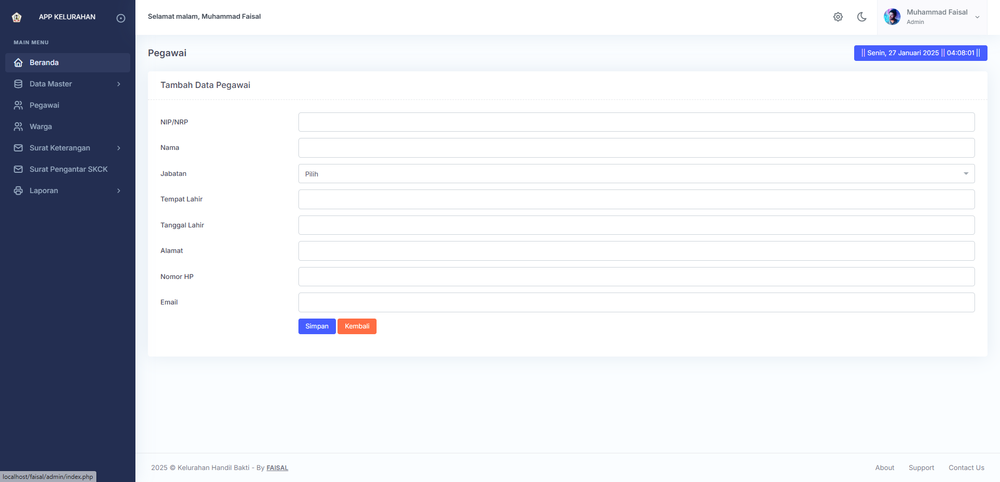 APP KELURAHAN
MAIN MENU
Beranda
Data Master
Pegawai
Warga
Surat Keterangan
Surat Pengantar SKCK
Laporan
Selamat malam, Muhammad Faisal
Muhammad Faisal
Admin
Pegawai
|| Senin, 27 Januari 2025 || 04:08:01 ||
Tambah Data Pegawai
NIP/NRP
Nama
Jabatan
Pilih
Tempat Lahir
Tanggal Lahir
Alamat
Nomor HP
Email
Simpan Kembali
2025 © Kelurahan Handil Bakti - By FAISAL
About Support Contact Us
localhost/faisal/admin/index.php